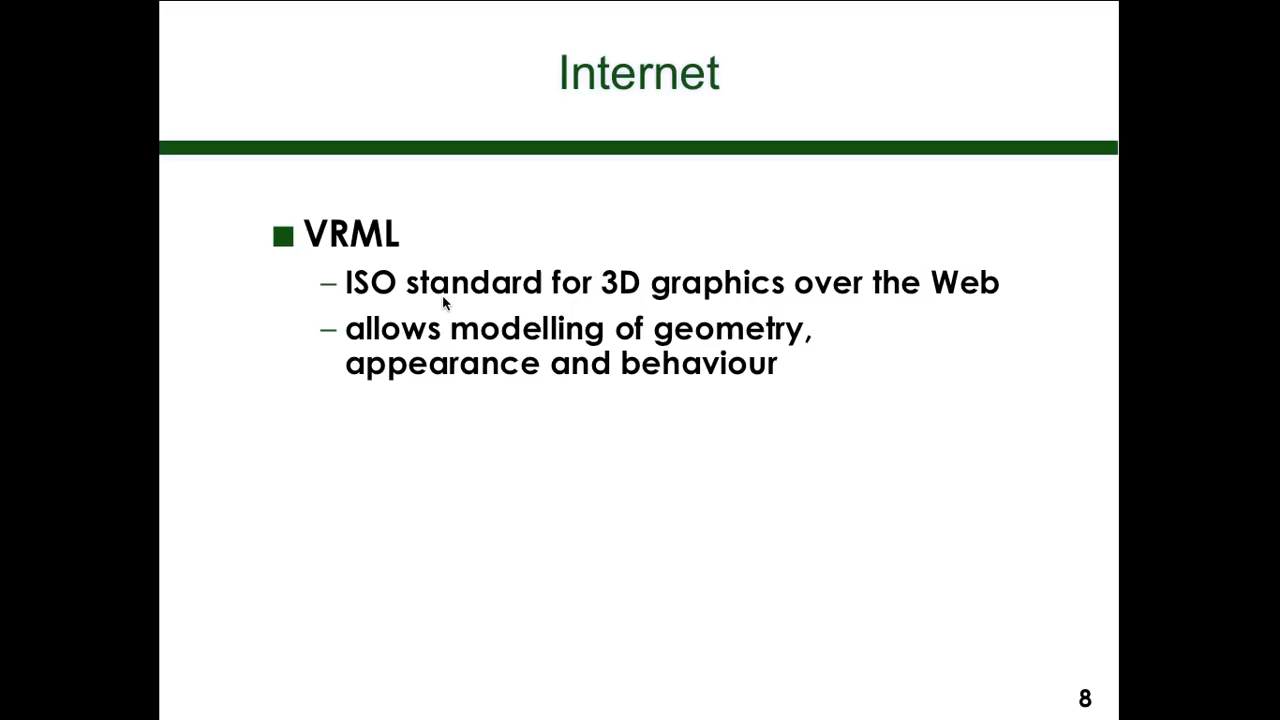 Internet
VRML
– ISO standard for 3D graphics over the Web
– allows modelling of geometry,
appearance and behaviour
8